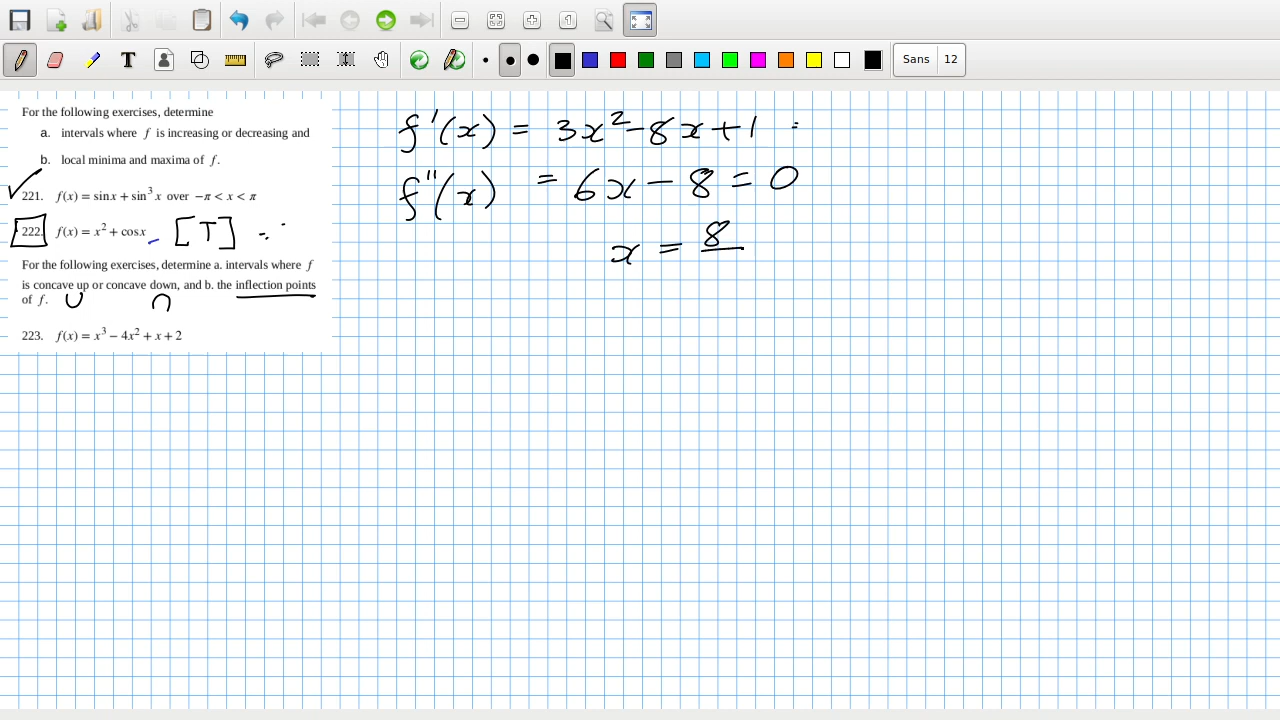 Sans 12
For the following exercises, determine
a. intervals where f is increasing or decreasing and
b. local minima and maxima of f.
221. f(x) = sin x + sin³ x over −π < x < π
222. f(x) = x² + cos x [T]
For the following exercises, determine a. intervals where f
is concave up or concave down, and b. the inflection points
of f.
223. f(x) = x³ − 4x² + x + 2
f'(x) = 3x² − 8x + 1 =
f''(x) = 6x − 8 = 0
x = 8/